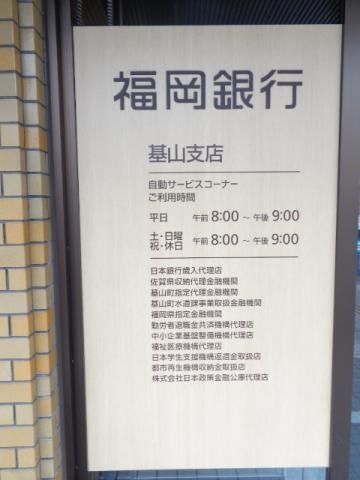 福岡銀行
基山支店
自動サービスコーナー
ご利用時間
平日 午前 8:00 ～ 午後 9:00
土・日曜
祝・休日 午前 8:00 ～ 午後 9:00
日本銀行歳入代理店
佐賀県収納代理金融機関
基山町指定代理金融機関
基山町水道課事業取扱金融機関
福岡県指定金融機関
勤労者退職金共済機構代理店
中小企業基盤整備機構代理店
福祉医療機構代理店
日本学生支援機構返還金取扱店
都市再生機構収納金取扱店
株式会社日本政策金融公庫代理店